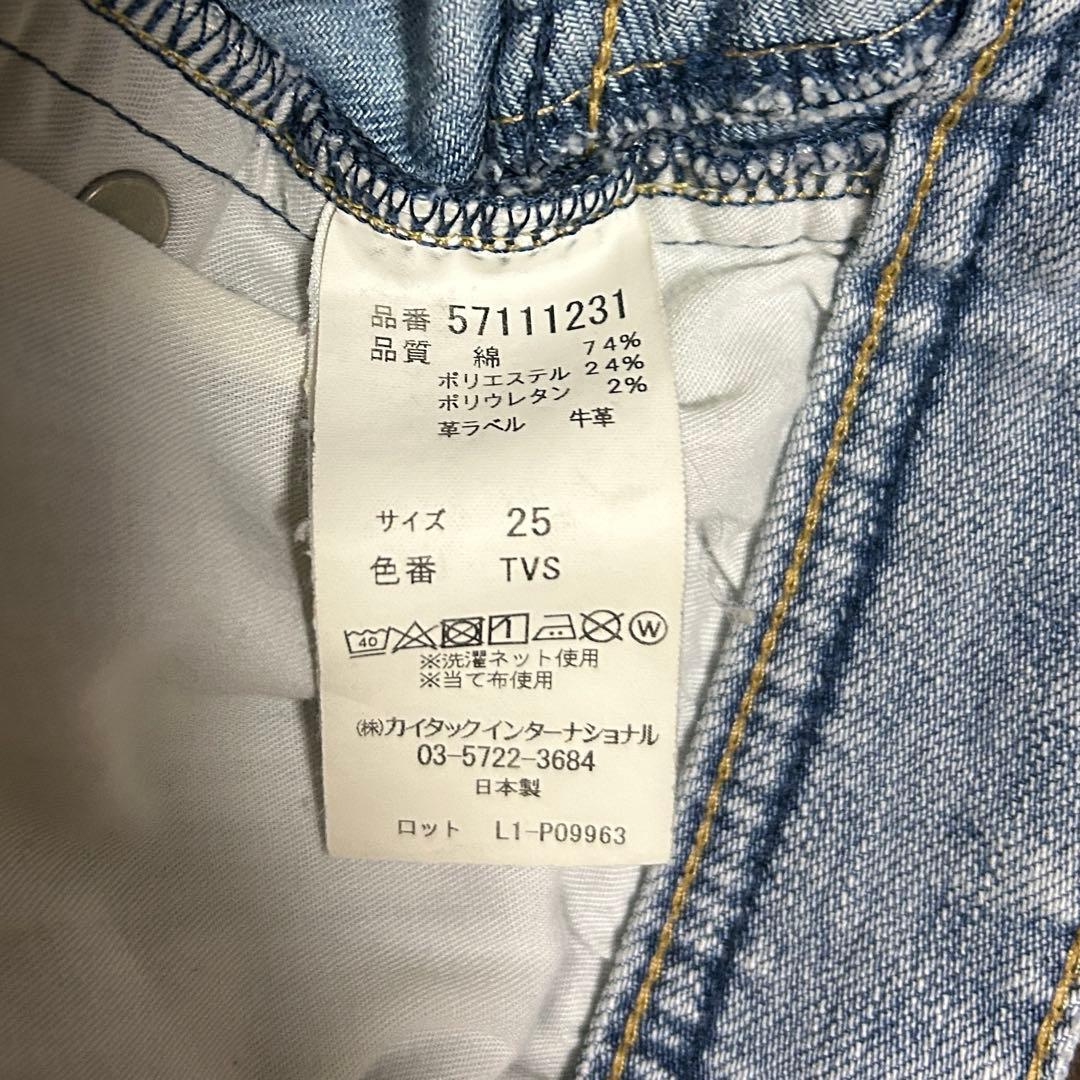 品番 57111231
品質 綿 74%
ポリエステル 24%
ポリウレタン 2%
革ラベル 牛革
サイズ 25
色番 TVS
40 W
※洗濯ネット使用
※当て布使用
㈱カイタックインターナショナル
03-5722-3684
日本製
ロット L1-P09963